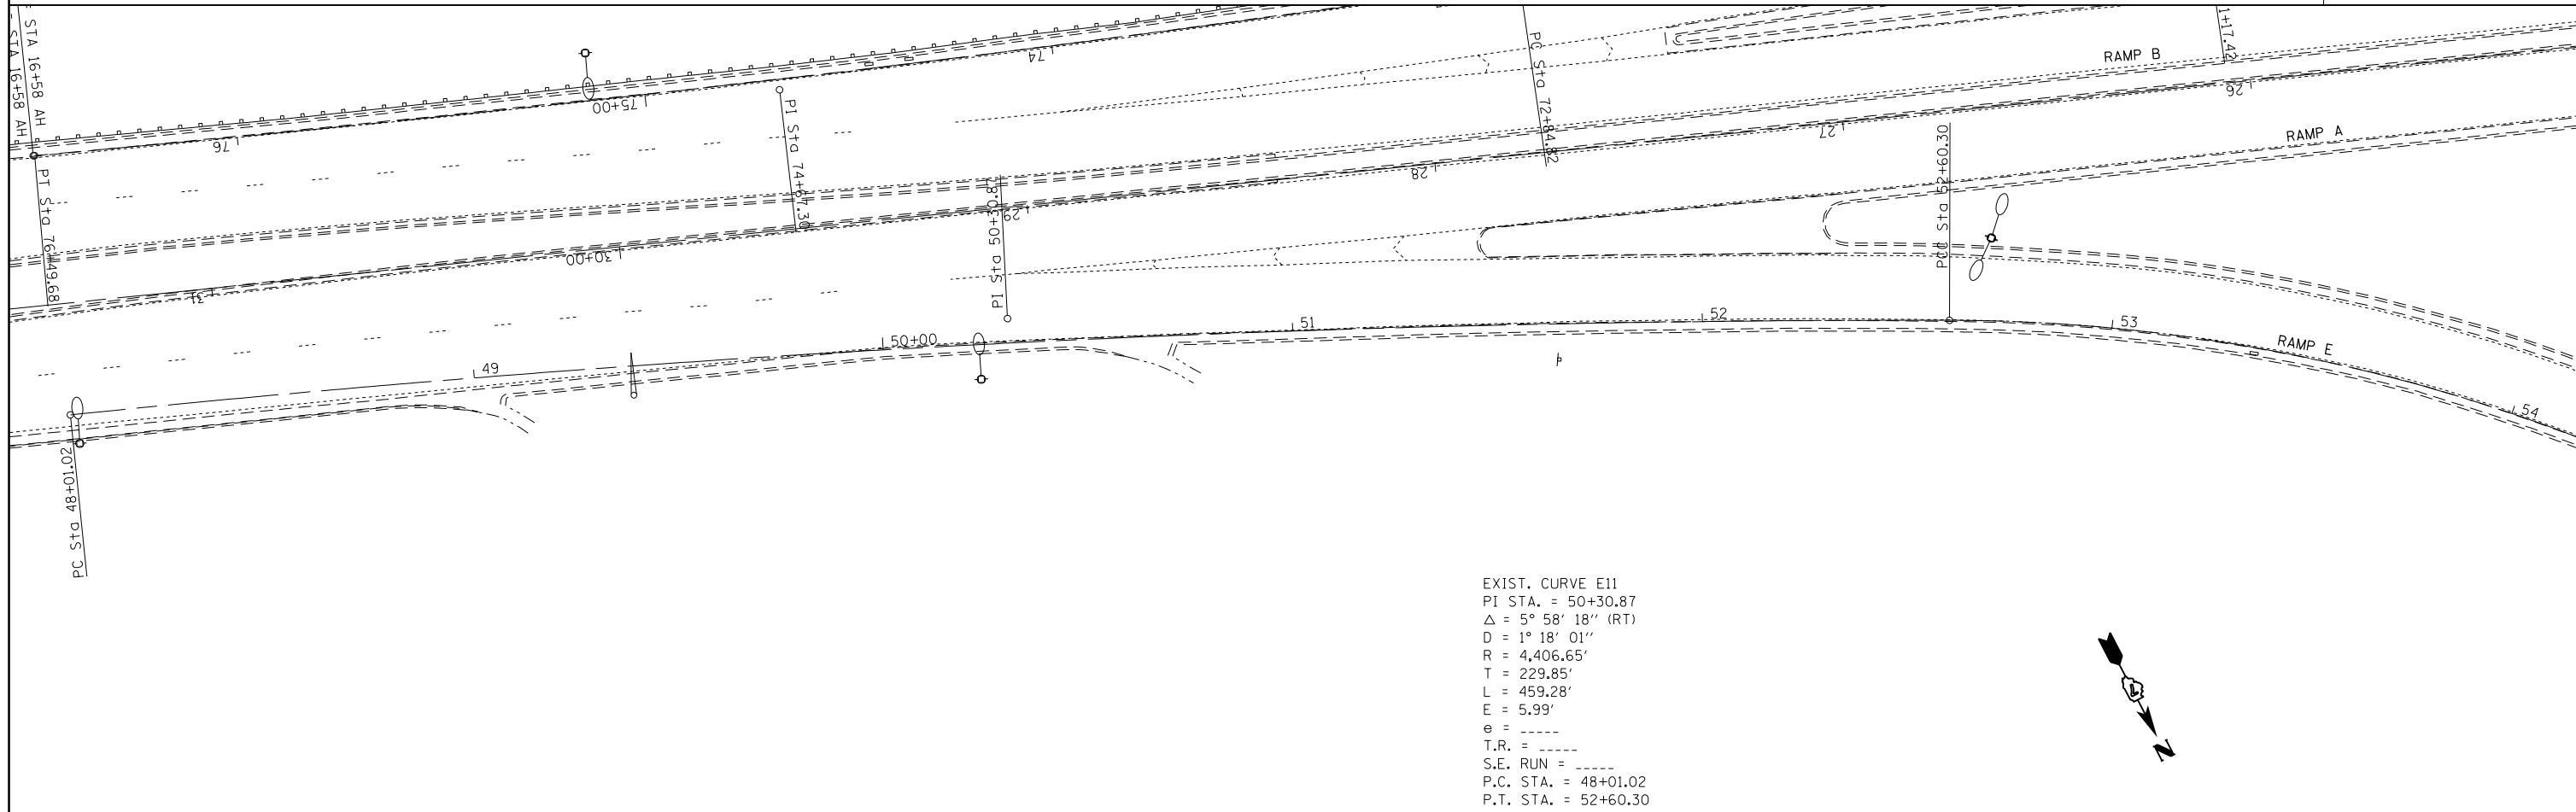 STA 16+58 AH
STA 16+58 AH
PT Sta 76+49.68
76
75+00
74
PI Sta 74+67.30
PC Sta 72+84.82
1+17.42
RAMP B
26
27
28
29
30+00
31
RAMP A
PI Sta 50+30.87
PCC Sta 52+60.30
49
50+00
51
52
53
54
RAMP E
PC Sta 48+01.02
EXIST. CURVE E11
PI STA. = 50+30.87
Δ = 5° 58' 18'' (RT)
D = 1° 18' 01''
R = 4,406.65'
T = 229.85'
L = 459.28'
E = 5.99'
e = _____
T.R. = _____
S.E. RUN = _____
P.C. STA. = 48+01.02
P.T. STA. = 52+60.30
N